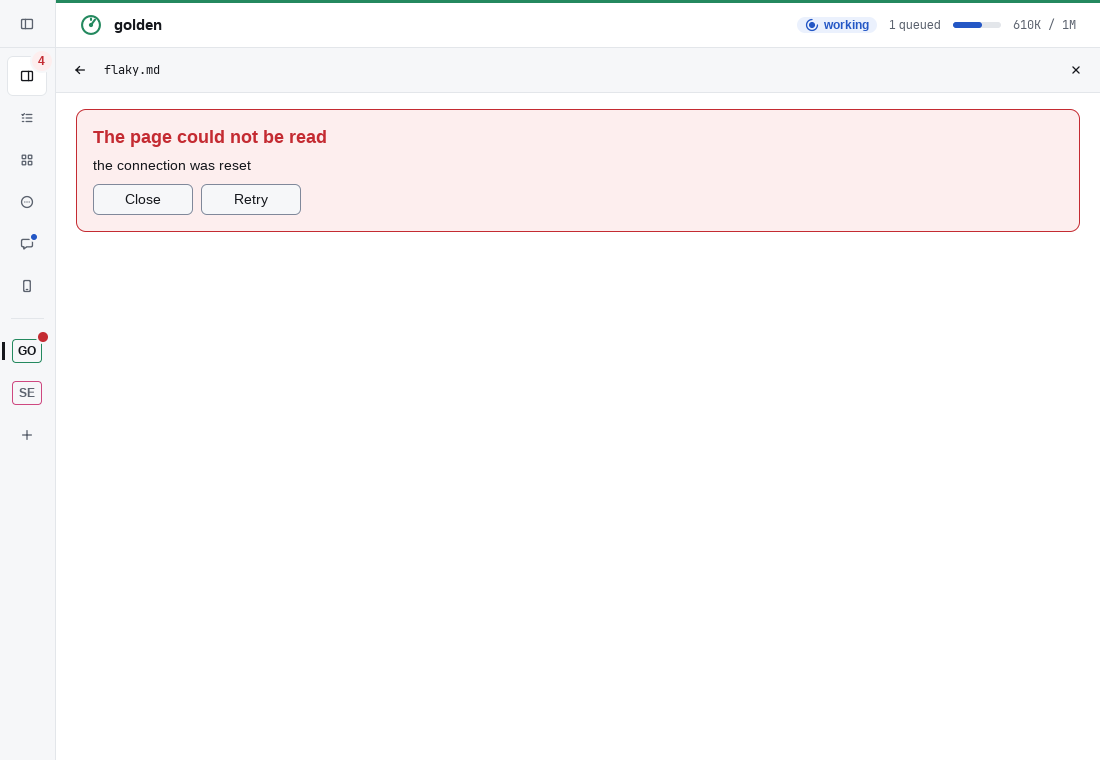 golden
working
1 queued
610K / 1M
4
flaky.md
The page could not be read
the connection was reset
Close
Retry
GO
SE